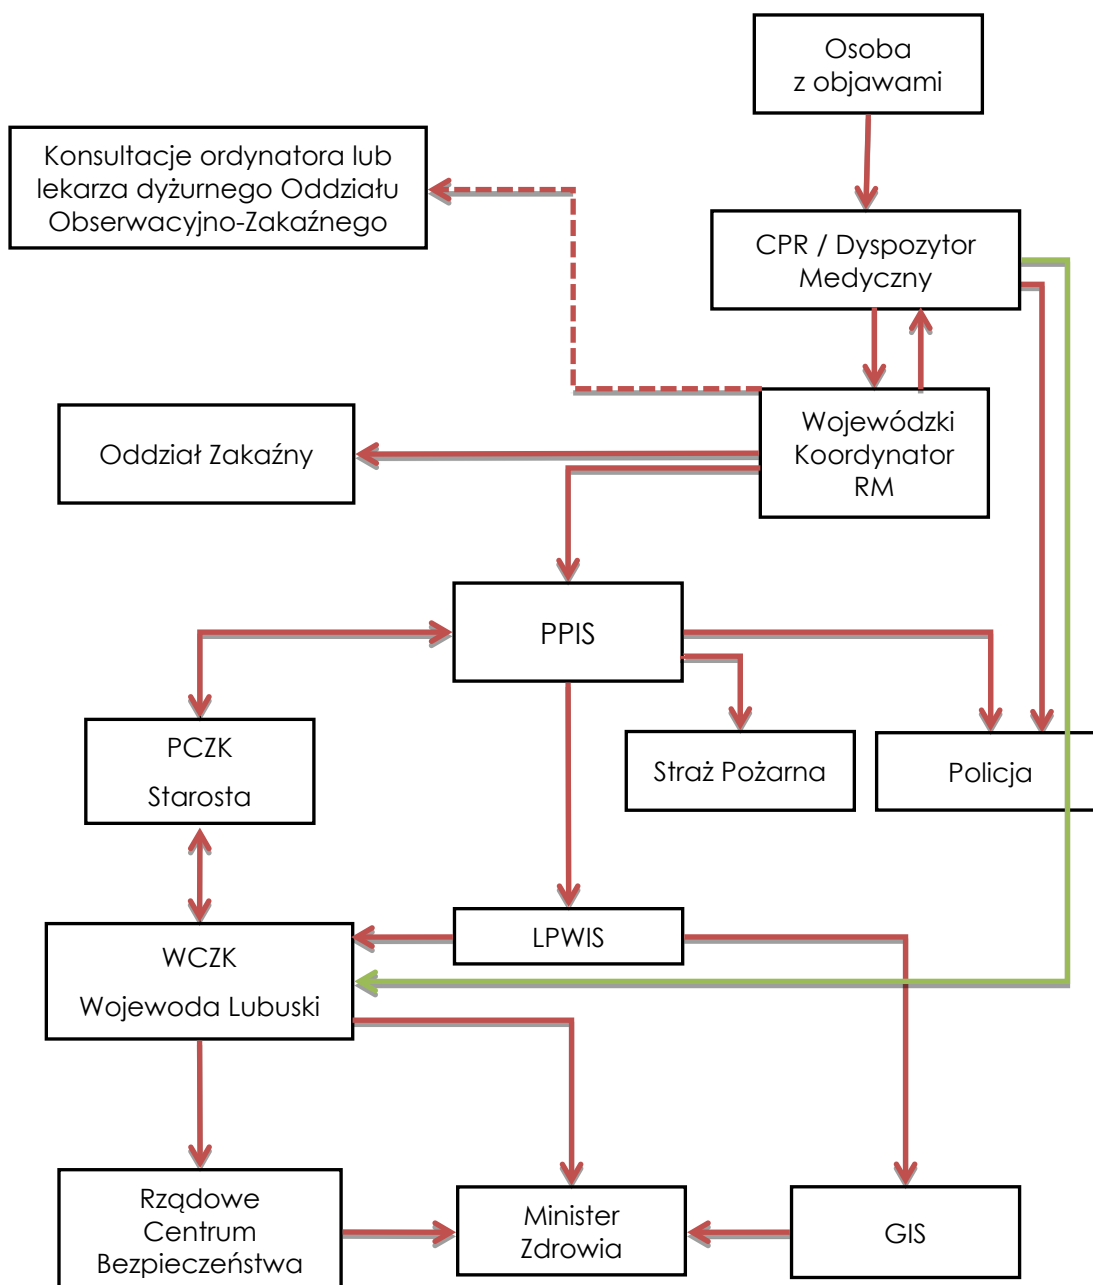 Osoba
z objawami
Konsultacje ordynatora lub
lekarza dyżurnego Oddziału
Obserwacyjno-Zakaźnego
CPR / Dyspozytor
Medyczny
Oddział Zakaźny
Wojewódzki
Koordynator
RM
PPIS
PCZK
Starosta
Straż Pożarna
Policja
WCZK
Wojewoda Lubuski
LPWIS
Rządowe
Centrum
Bezpieczeństwa
Minister
Zdrowia
GIS